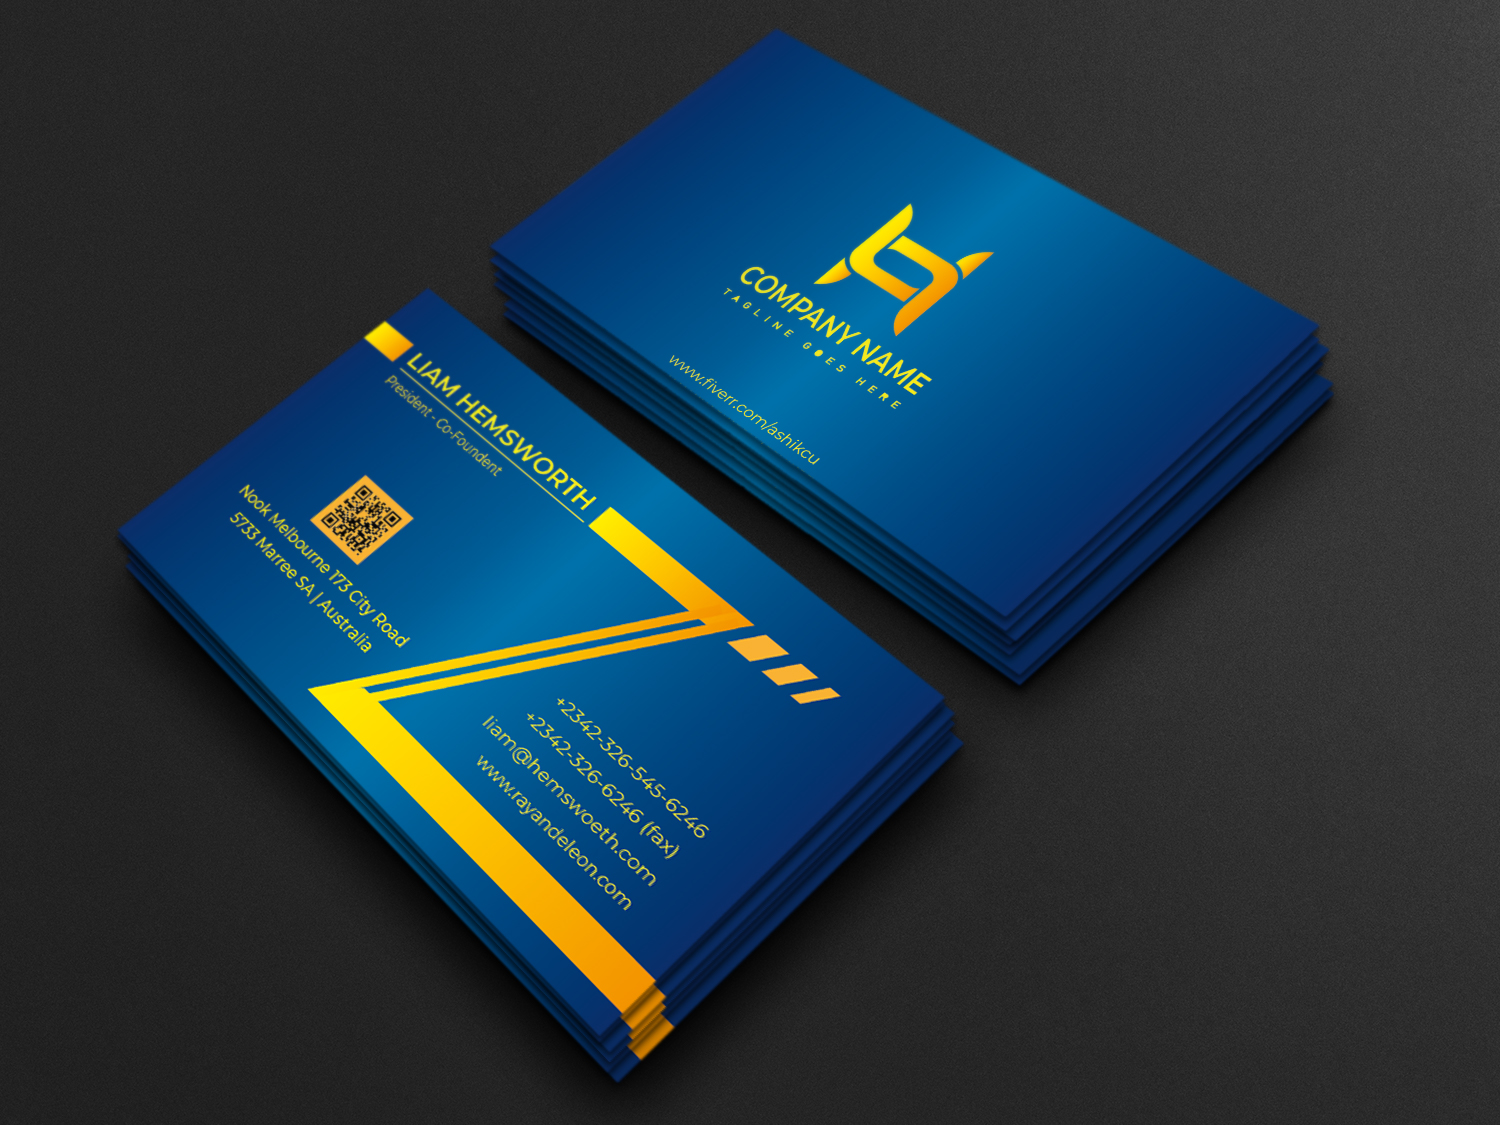 COMPANY NAME
TAGLINE GOES HERE
www.fiverr.com/ashikcu
LIAM HEMSWORTH
President - Co-Foundent
Nook Melbourne 173 City Road
5733 Marree SA | Australia
+2342-326-545-6246
+2342-326-6246 (fax)
liam@hemswoeth.com
www.rayandeleon.com